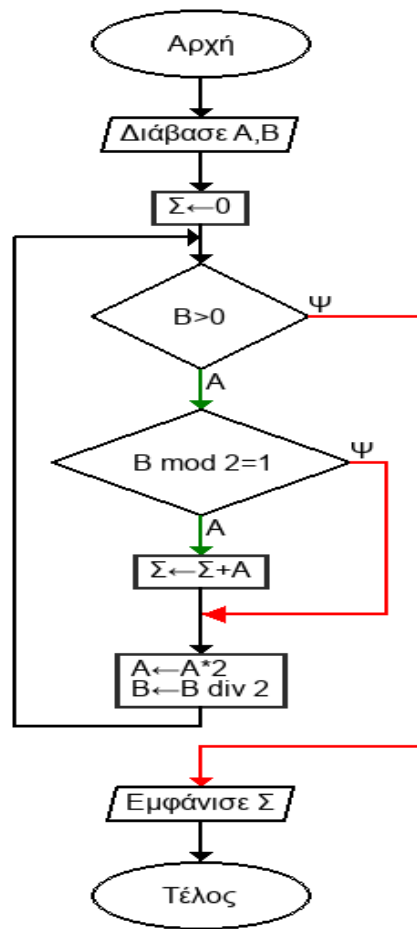 Αρχή
Διάβασε Α,Β
Σ←0
Β>0
Ψ
Α
Β mod 2=1
Ψ
Α
Σ←Σ+Α
Α←Α*2
Β←Β div 2
Εμφάνισε Σ
Τέλος